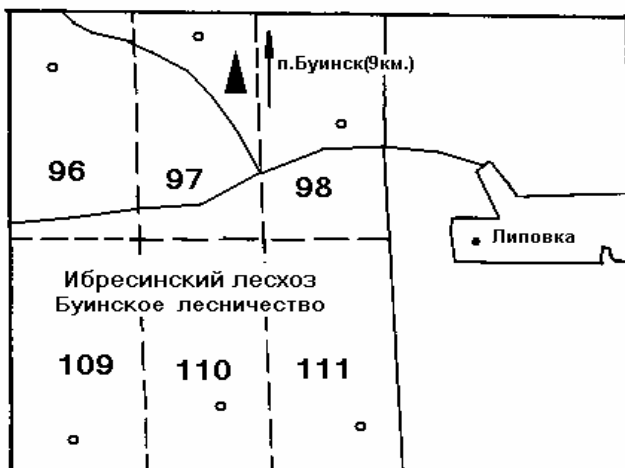 п.Буинск(9км.)
96
97
98
Липовка
Ибресинский лесхоз
Буинское лесничество
109
110
111